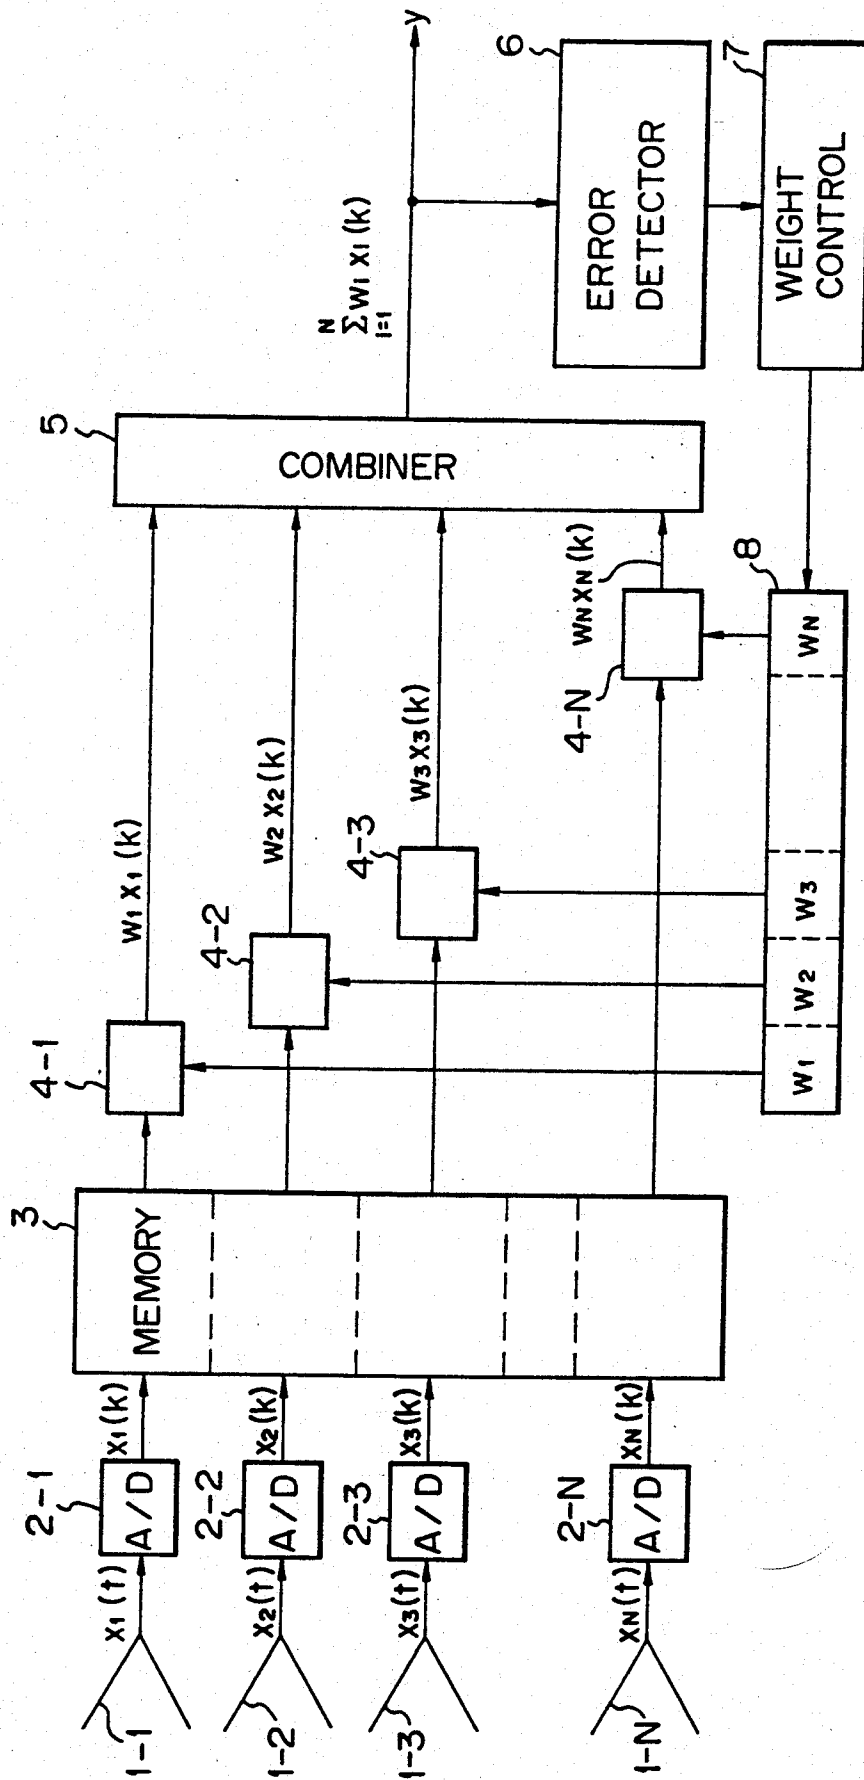 1-1
1-2
1-3
1-N
X1(t)
X2(t)
X3(t)
XN(t)
2-1
2-2
2-3
2-N
A/D
A/D
A/D
A/D
X1(k)
X2(k)
X3(k)
XN(k)
3
MEMORY
4-1
4-2
4-3
4-N
W1 X1(k)
W2 X2(k)
W3 X3(k)
WN XN(k)
5
COMBINER
N
Σ W1 X1(k)
i=1
y
6
ERROR
DETECTOR
7
WEIGHT
CONTROL
8
W1
W2
W3
WN